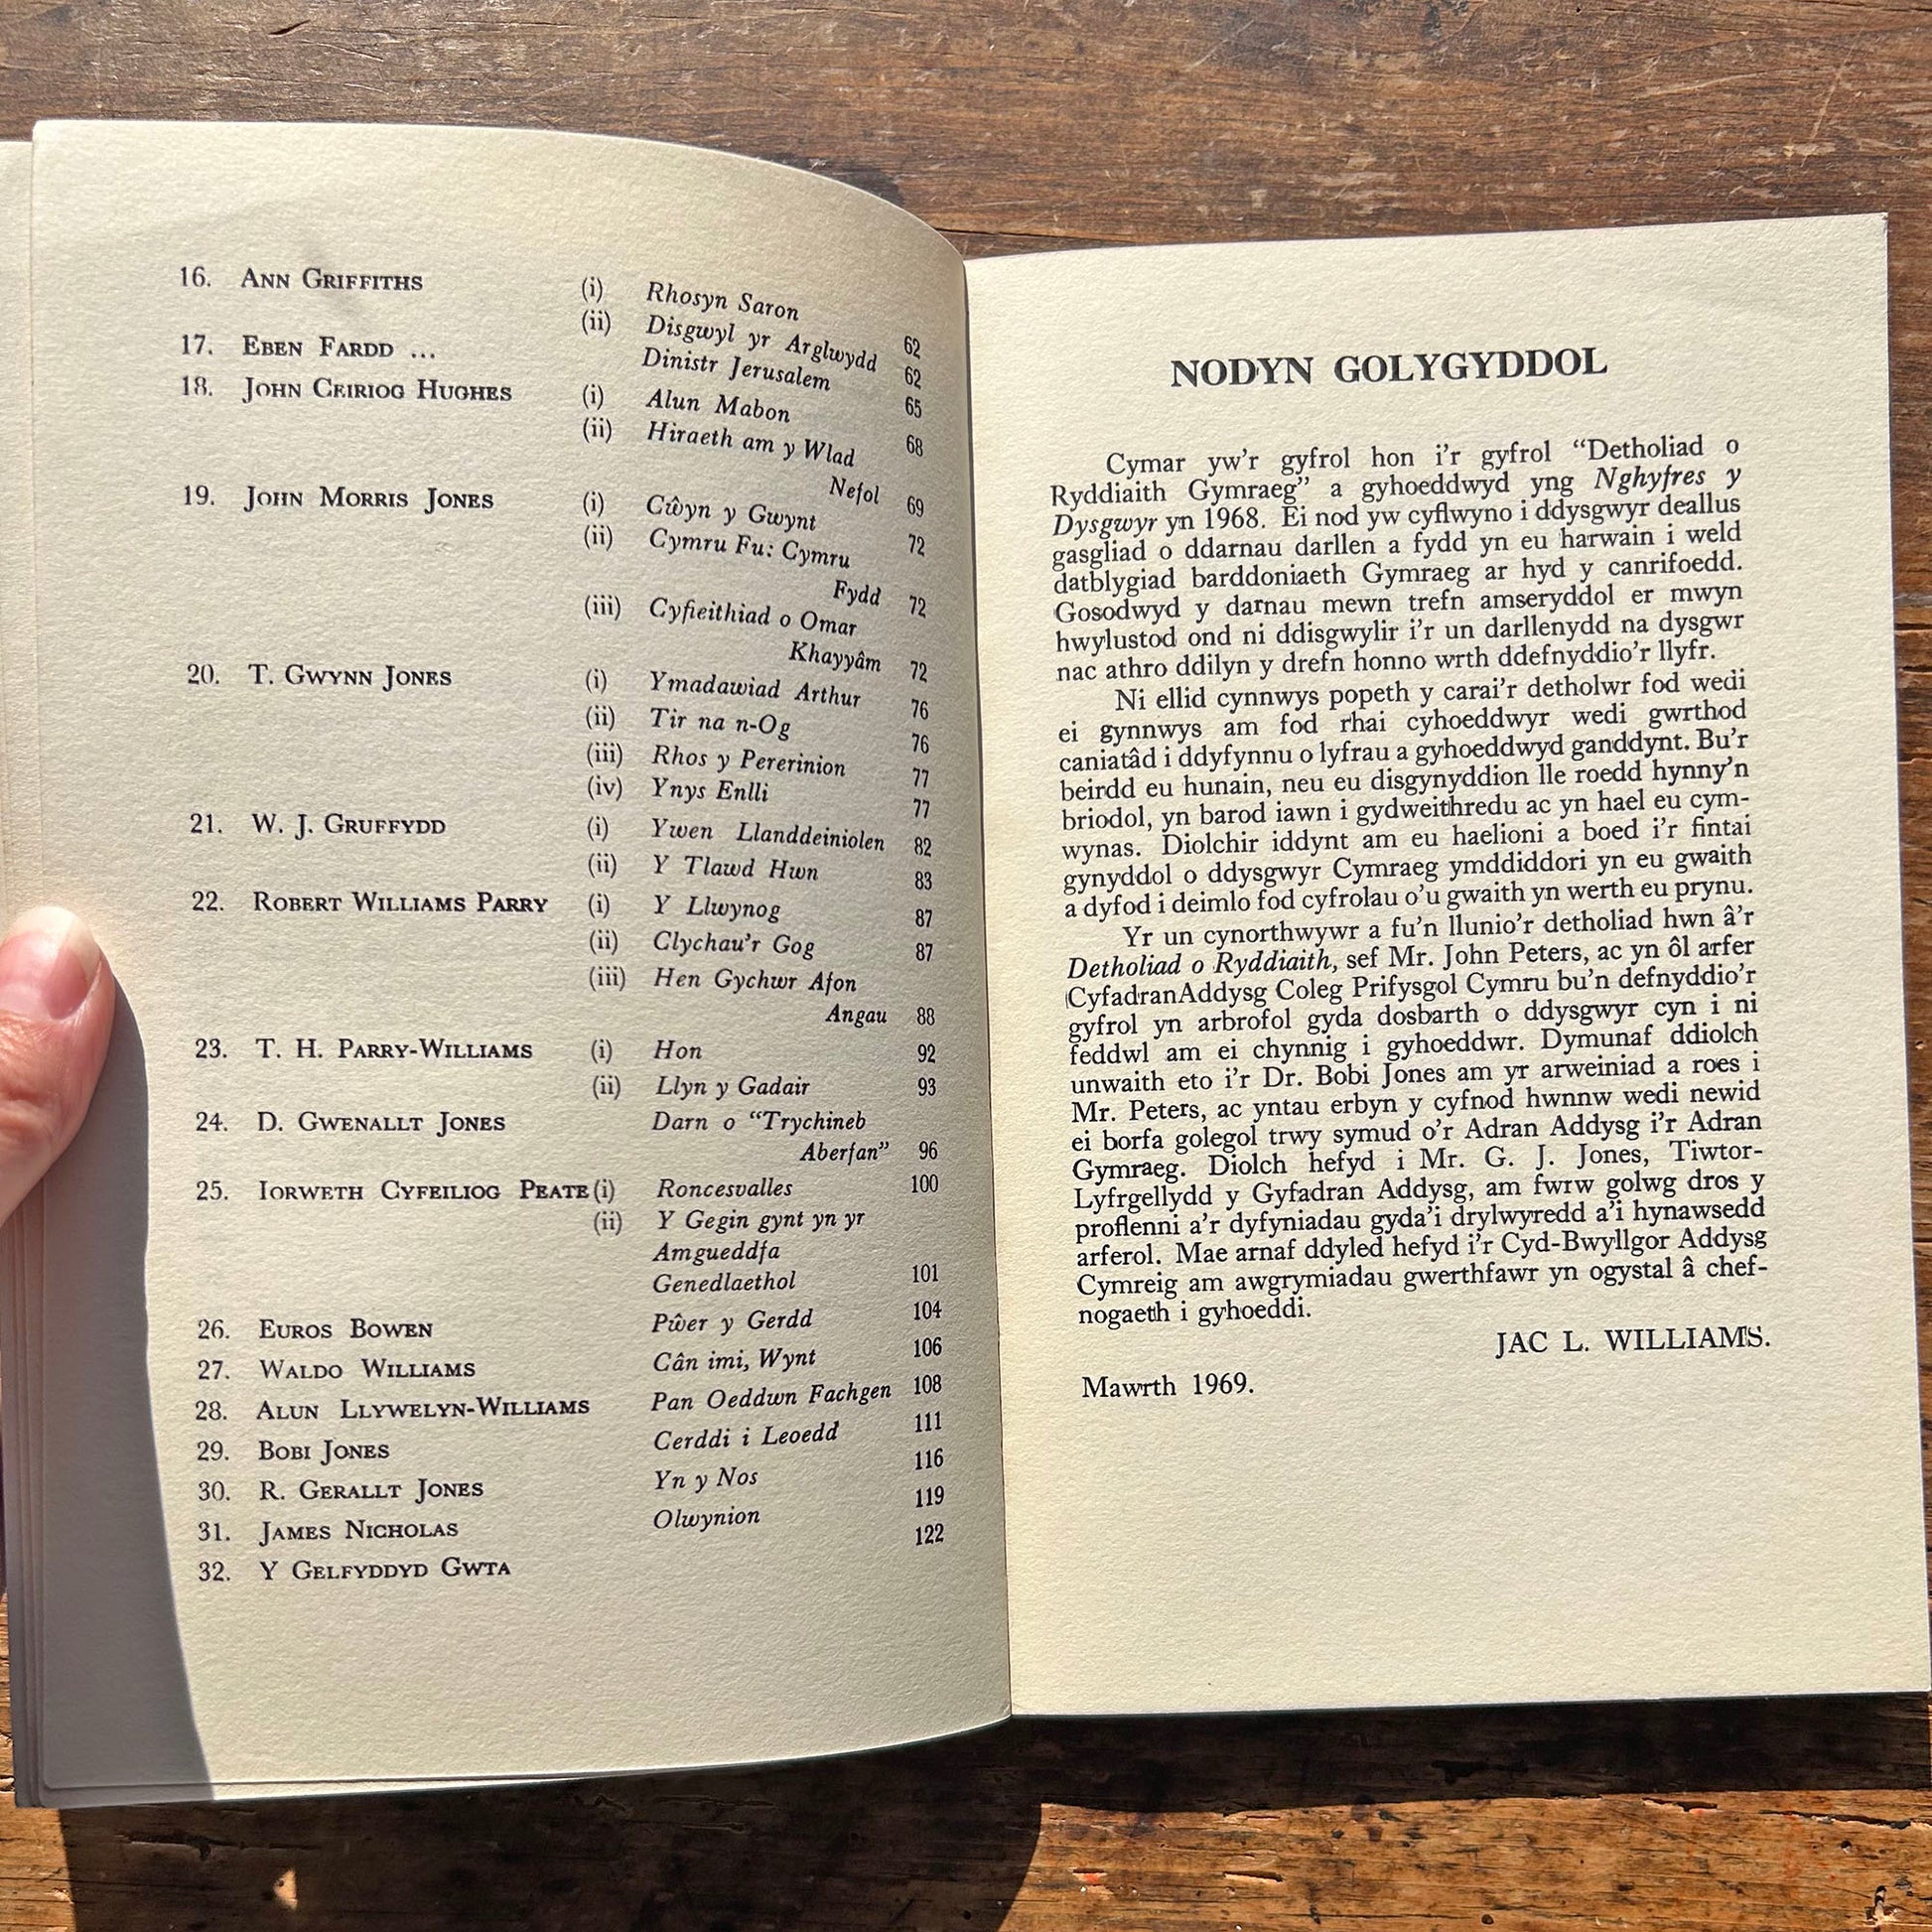 16. ANN GRIFFITHS (i) Rhosyn Saron 62
(ii) Disgwyl yr Arglwydd 62
17. EBEN FARDD ... Dinistr Jerusalem 65
18. JOHN CEIRIOG HUGHES (i) Alun Mabon 68
(ii) Hiraeth am y Wlad
Nefol 69
19. JOHN MORRIS JONES (i) Cŵyn y Gwynt 72
(ii) Cymru Fu: Cymru
Fydd 72
(iii) Cyfieithiad o Omar
Khayyâm 72
20. T. GWYNN JONES (i) Ymadawiad Arthur 76
(ii) Tir na n-Og 76
(iii) Rhos y Pererinion 77
(iv) Ynys Enlli 77
21. W. J. GRUFFYDD (i) Ywen Llanddeiniolen 82
(ii) Y Tlawd Hwn 83
22. ROBERT WILLIAMS PARRY (i) Y Llwynog 87
(ii) Clychau'r Gog 87
(iii) Hen Gychwr Afon
Angau 88
23. T. H. PARRY-WILLIAMS (i) Hon 92
(ii) Llyn y Gadair 93
24. D. GWENALLT JONES Darn o “Trychineb
Aberfan” 96
25. IORWETH CYFEILIOG PEATE (i) Roncesvalles 100
(ii) Y Gegin gynt yn yr
Amgueddfa
Genedlaethol 101
26. EUROS BOWEN Pŵer y Gerdd 104
27. WALDO WILLIAMS Cân imi, Wynt 106
28. ALUN LLYWELYN-WILLIAMS Pan Oeddwn Fachgen 108
29. BOBI JONES Cerddi i Leoedd 111
30. R. GERALLT JONES Yn y Nos 116
31. JAMES NICHOLAS Olwynion 119
32. Y GELFYDDYD GWTA 122
NODYN GOLYGYDDOL
Cymar yw'r gyfrol hon i'r gyfrol “Detholiad o
Ryddiaith Gymraeg” a gyhoeddwyd yng Nghyfres y
Dysgwyr yn 1968. Ei nod yw cyflwyno i ddysgwyr deallus
gasgliad o ddarnau darllen a fydd yn eu harwain i weld
datblygiad barddoniaeth Gymraeg ar hyd y canrifoedd.
Gosodwyd y darnau mewn trefn amseryddol er mwyn
hwylustod ond ni ddisgwylir i'r un darllenydd na dysgwr
nac athro ddilyn y drefn honno wrth ddefnyddio'r llyfr.
Ni ellid cynnwys popeth y carai'r detholwr fod wedi
ei gynnwys am fod rhai cyhoeddwyr wedi gwrthod
caniatâd i ddyfynnu o lyfrau a gyhoeddwyd ganddynt. Bu'r
beirdd eu hunain, neu eu disgynyddion lle roedd hynny'n
briodol, yn barod iawn i gydweithredu ac yn hael eu cym-
wynas. Diolchir iddynt am eu haelioni a boed i'r fintai
gynyddol o ddysgwyr Cymraeg ymddiddori yn eu gwaith
a dyfod i deimlo fod cyfrolau o'u gwaith yn werth eu prynu.
Yr un cynorthwywr a fu'n llunio'r detholiad hwn â'r
Detholiad o Ryddiaith, sef Mr. John Peters, ac yn ôl arfer
CyfadranAddysg Coleg Prifysgol Cymru bu'n defnyddio'r
gyfrol yn arbrofol gyda dosbarth o ddysgwyr cyn i ni
feddwl am ei chynnig i gyhoeddwr. Dymunaf ddiolch
unwaith eto i'r Dr. Bobi Jones am yr arweiniad a roes i
Mr. Peters, ac yntau erbyn y cyfnod hwnnw wedi newid
ei borfa golegol trwy symud o'r Adran Addysg i'r Adran
Gymraeg. Diolch hefyd i Mr. G. J. Jones, Tiwtor-
Lyfrgellydd y Gyfadran Addysg, am fwrw golwg dros y
proflenni a'r dyfyniadau gyda'i drylwyredd a'i hynawsedd
arferol. Mae arnaf ddyled hefyd i'r Cyd-Bwyllgor Addysg
Cymreig am awgrymiadau gwerthfawr yn ogystal â chef-
nogaeth i gyhoeddi.
JAC L. WILLIAMS.
Mawrth 1969.